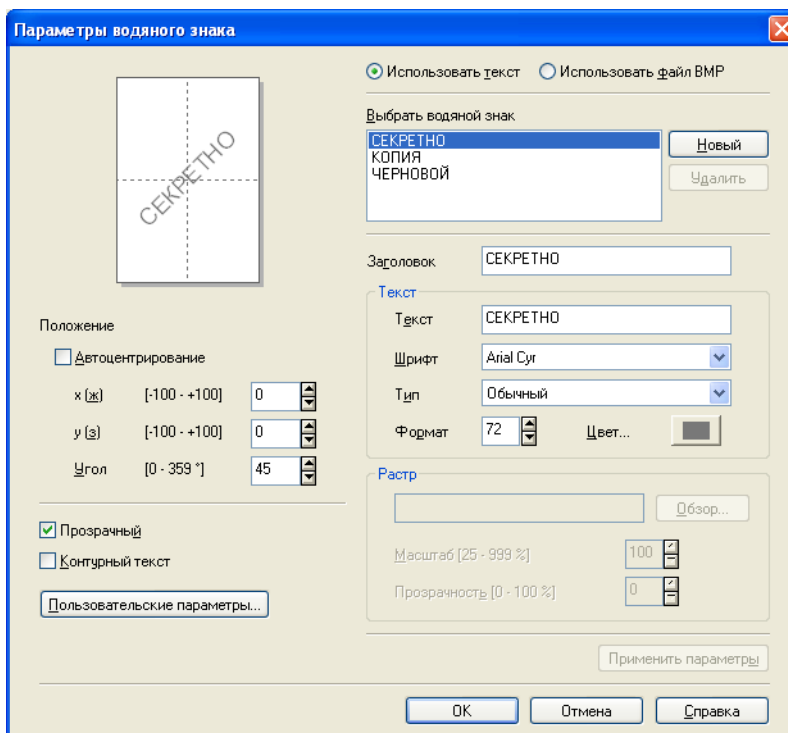 Параметры водяного знака
Использовать текст Использовать файл BMP
СЕКРЕТНО
Выбрать водяной знак
СЕКРЕТНО
КОПИЯ
ЧЕРНОВОЙ
Новый
Удалить
Заголовок СЕКРЕТНО
Текст
Текст СЕКРЕТНО
Шрифт Arial Cyr
Тип Обычный
Формат 72 Цвет...
Положение
Автоцентрирование
x (ж) [-100 - +100] 0
y (з) [-100 - +100] 0
Угол [0 - 359 °] 45
Прозрачный
Контурный текст
Пользовательские параметры...
Растр
Обзор...
Масштаб [25 - 999 %] 100
Прозрачность [0 - 100 %] 0
Применить параметры
OK Отмена Справка